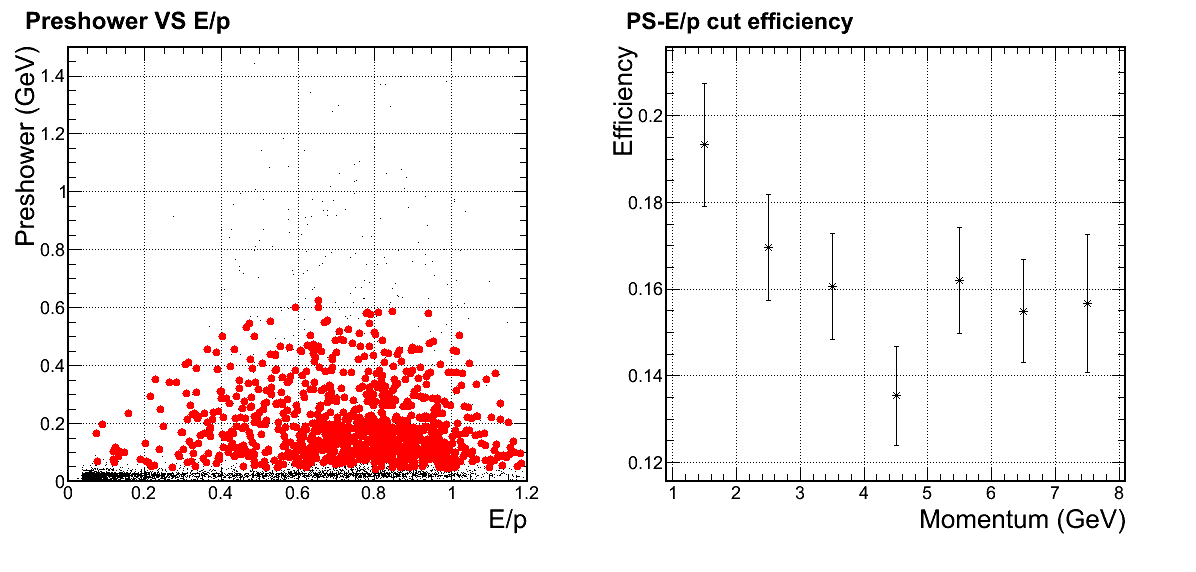 Preshower VS E/p
Preshower (GeV)
1.4
1.2
1
0.8
0.6
0.4
0.2
0
0 0.2 0.4 0.6 0.8 1 1.2
E/p
PS-E/p cut efficiency
Efficiency
0.2
0.18
0.16
0.14
0.12
1 2 3 4 5 6 7 8
Momentum (GeV)